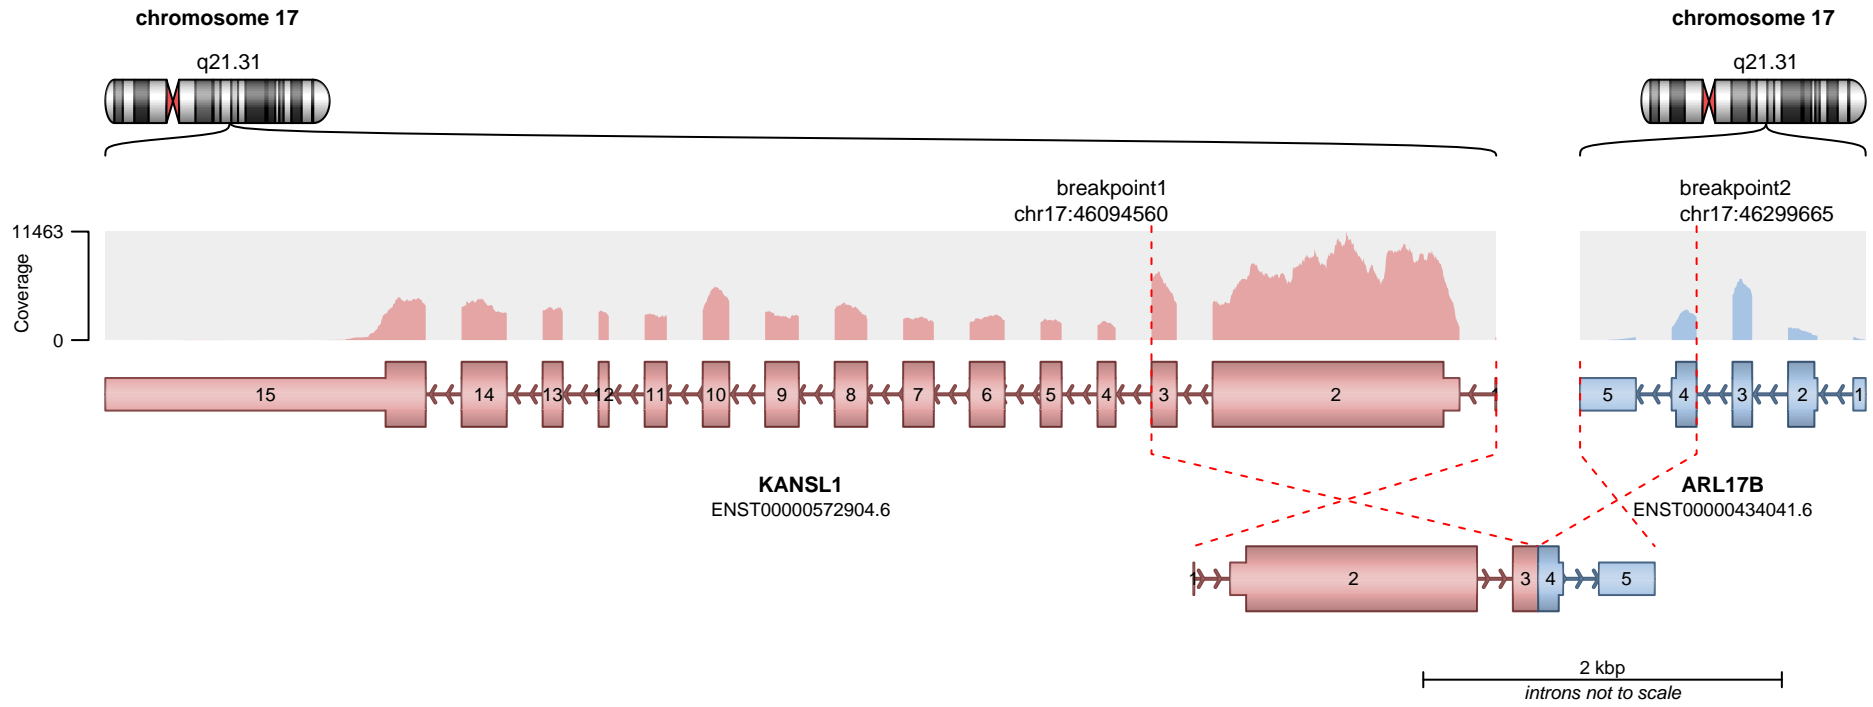 chromosome 17
chromosome 17
q21.31
q21.31
breakpoint1
chr17:46094560
breakpoint2
chr17:46299665
11463
Coverage
0
15 14 13 12 11 10 9 8 7 6 5 4 3 2 1
5 4 3 2 1
KANSL1
ENST00000572904.6
ARL17B
ENST00000434041.6
1 2 3 4 5
2 kbp
introns not to scale